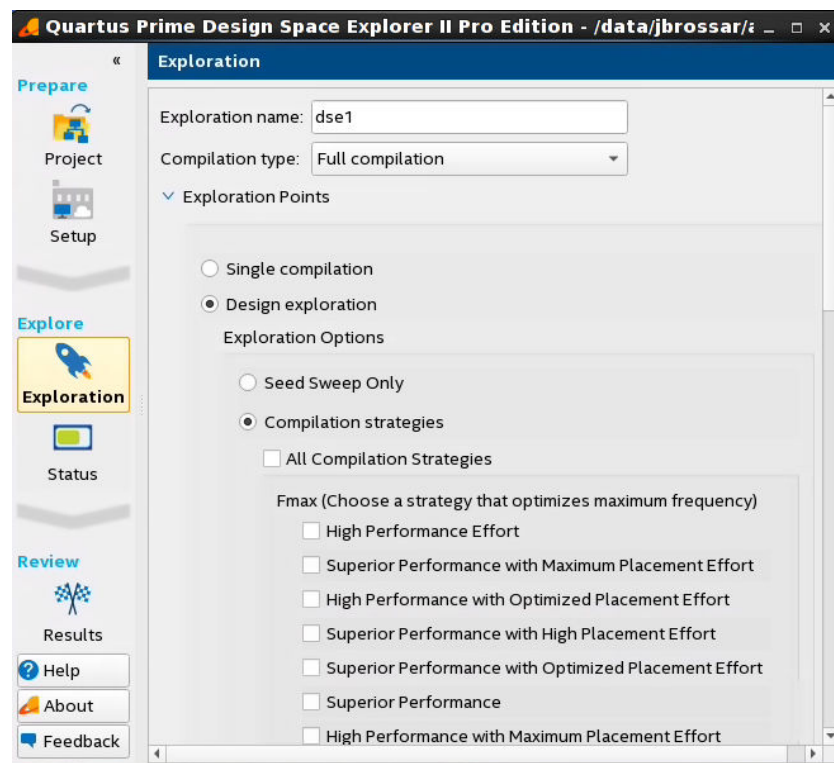 Quartus Prime Design Space Explorer II Pro Edition - /data/jbrossar/
«
Prepare
Project
Setup
Explore
Exploration
Status
Review
Results
Help
About
Feedback
Exploration
Exploration name: dse1
Compilation type: Full compilation
Exploration Points
Single compilation
Design exploration
Exploration Options
Seed Sweep Only
Compilation strategies
All Compilation Strategies
Fmax (Choose a strategy that optimizes maximum frequency)
High Performance Effort
Superior Performance with Maximum Placement Effort
High Performance with Optimized Placement Effort
Superior Performance with High Placement Effort
Superior Performance with Optimized Placement Effort
Superior Performance
High Performance with Maximum Placement Effort